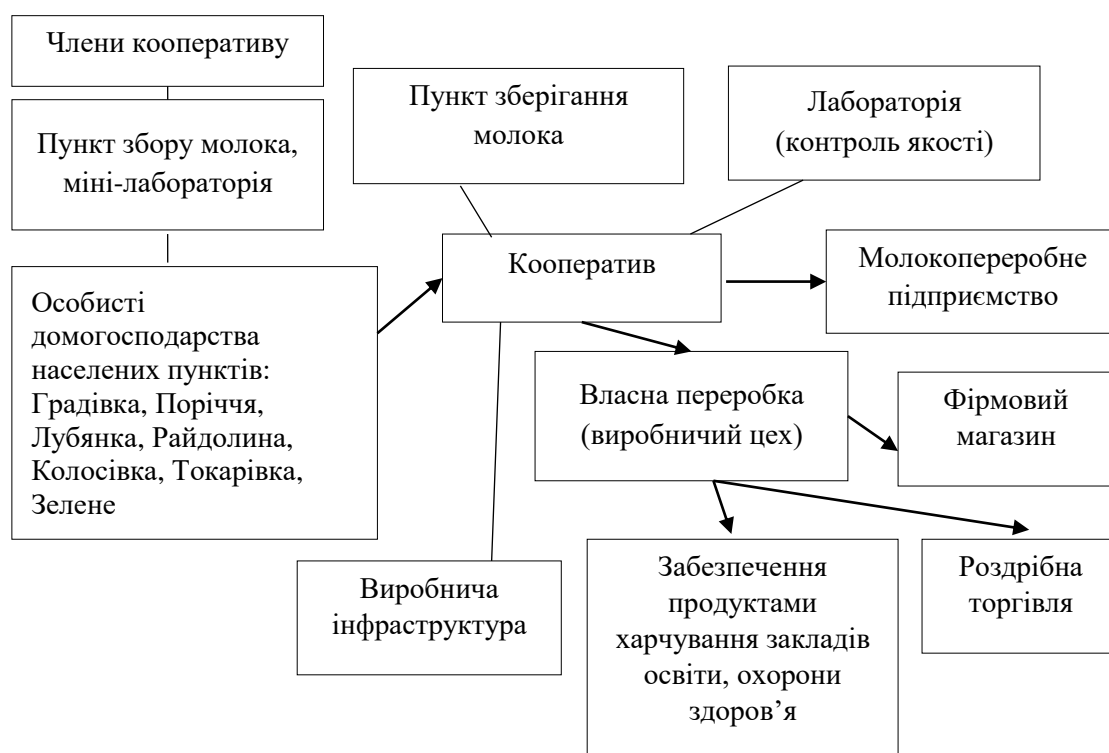 Члени кооперативу
Пункт збору молока,
міні-лабораторія
Особисті
домогосподарства
населених пунктів:
Градівка, Поріччя,
Лубянка, Райдолина,
Колосівка, Токарівка,
Зелене
Пункт зберігання
молока
Лабораторія
(контроль якості)
Кооператив
Молокопереробне
підприємство
Власна переробка
(виробничий цех)
Фірмовий
магазин
Виробнича
інфраструктура
Забезпечення
продуктами
харчування закладів
освіти, охорони
здоров’я
Роздрібна
торгівля